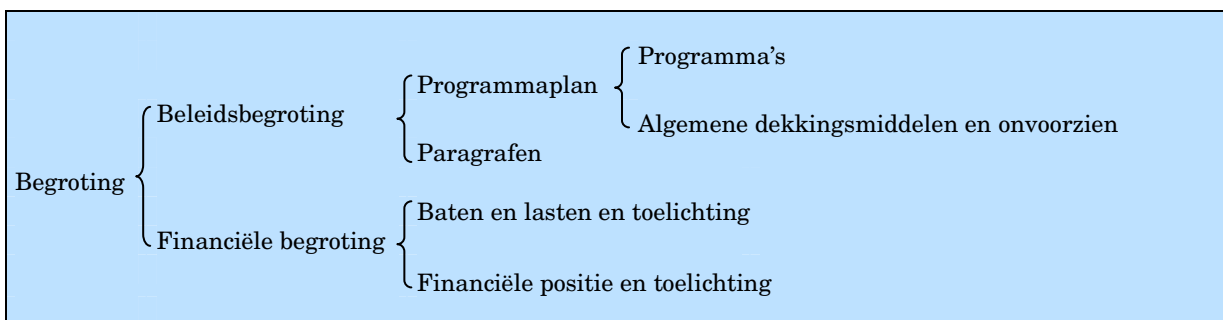 Begroting
Beleidsbegroting
Programmaplan
Programma's
Algemene dekkingsmiddelen en onvoorzien
Paragrafen
Financiële begroting
Baten en lasten en toelichting
Financiële positie en toelichting